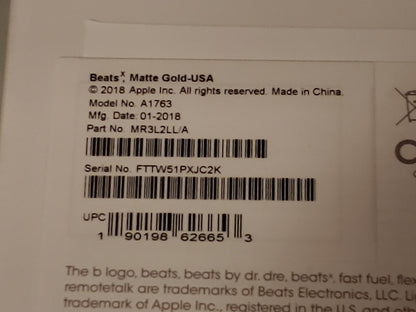 Beatsˣ, Matte Gold-USA
© 2018 Apple Inc. All rights reserved. Made in China.
Model No. A1763
Mfg. Date: 01-2018
Part No. MR3L2LL/A
Serial No. FTTW51PXJC2K
UPC
1 90198 62665 3
The b logo, beats, beats by dr. dre, beatsˣ, fast fuel,
remotetalk are trademarks of Beats Electronics, LLC.
trademark of Apple Inc., registered in the U.S. and